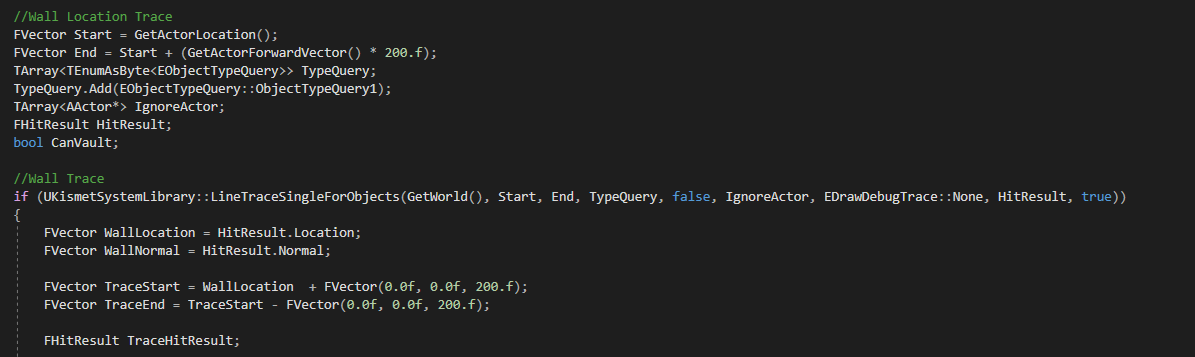 //Wall Location Trace
FVector Start = GetActorLocation();
FVector End = Start + (GetActorForwardVector() * 200.f);
TArray<TEnumAsByte<EObjectTypeQuery>> TypeQuery;
TypeQuery.Add(EObjectTypeQuery::ObjectTypeQuery1);
TArray<AActor*> IgnoreActor;
FHitResult HitResult;
bool CanVault;
//Wall Trace
if (UKismetSystemLibrary::LineTraceSingleForObjects(GetWorld(), Start, End, TypeQuery, false, IgnoreActor, EDrawDebugTrace::None, HitResult, true))
{
FVector WallLocation = HitResult.Location;
FVector WallNormal = HitResult.Normal;
FVector TraceStart = WallLocation  + FVector(0.0f, 0.0f, 200.f);
FVector TraceEnd = TraceStart - FVector(0.0f, 0.0f, 200.f);
FHitResult TraceHitResult;